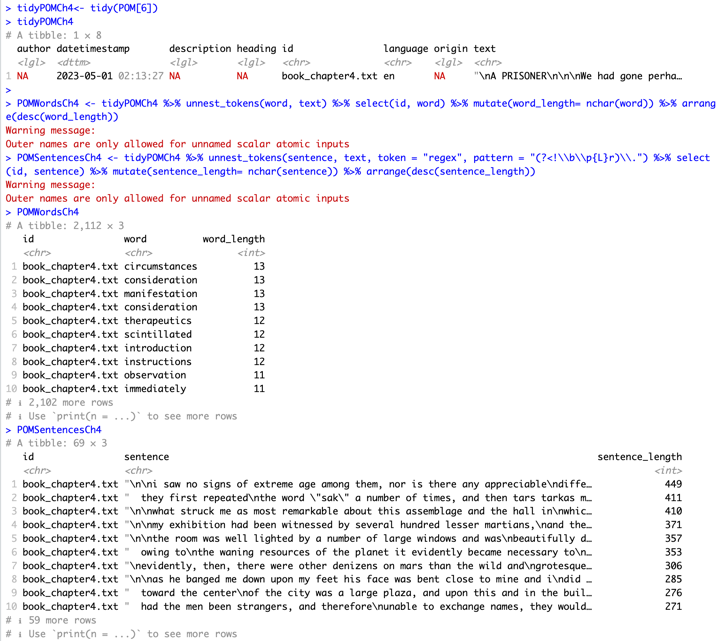 > tidyPOMCh4<- tidy(POM[6])
> tidyPOMCh4
# A tibble: 1 × 8
author datetimestamp description heading id language origin text
<lgl> <dttm> <lgl> <lgl> <chr> <chr> <lgl> <chr>
1 NA 2023-05-01 02:13:27 NA NA book_chapter4.txt en NA "\nA PRISONER\n\n\nWe had gone perha…
>
> POMWordsCh4 <- tidyPOMCh4 %>% unnest_tokens(word, text) %>% select(id, word) %>% mutate(word_length= nchar(word)) %>% arrang
e(desc(word_length))
Warning message:
Outer names are only allowed for unnamed scalar atomic inputs
> POMSentencesCh4 <- tidyPOMCh4 %>% unnest_tokens(sentence, text, token = "regex", pattern = "(?<!\\b\\p{L}r)\\.") %>% select
(id, sentence) %>% mutate(sentence_length= nchar(sentence)) %>% arrange(desc(sentence_length))
Warning message:
Outer names are only allowed for unnamed scalar atomic inputs
> POMWordsCh4
# A tibble: 2,112 × 3
id word word_length
<chr> <chr> <int>
1 book_chapter4.txt circumstances 13
2 book_chapter4.txt consideration 13
3 book_chapter4.txt manifestation 13
4 book_chapter4.txt consideration 13
5 book_chapter4.txt therapeutics 12
6 book_chapter4.txt scintillated 12
7 book_chapter4.txt introduction 12
8 book_chapter4.txt instructions 12
9 book_chapter4.txt observation 11
10 book_chapter4.txt immediately 11
# ℹ 2,102 more rows
# ℹ Use `print(n = ...)` to see more rows
> POMSentencesCh4
# A tibble: 69 × 3
id sentence sentence_length
<chr> <chr> <int>
1 book_chapter4.txt "\n\ni saw no signs of extreme age among them, nor is there any appreciable\ndiffe… 449
2 book_chapter4.txt " they first repeated\nthe word \"sak\" a number of times, and then tars tarkas m… 411
3 book_chapter4.txt "\n\nwhat struck me as most remarkable about this assemblage and the hall in\nwhic… 410
4 book_chapter4.txt "\n\nmy exhibition had been witnessed by several hundred lesser martians,\nand the… 371
5 book_chapter4.txt "\n\nthe room was well lighted by a number of large windows and was\nbeautifully d… 357
6 book_chapter4.txt " owing to\nthe waning resources of the planet it evidently became necessary to\n… 353
7 book_chapter4.txt "\nevidently, then, there were other denizens on mars than the wild and\ngrotesque… 306
8 book_chapter4.txt "\n\nas he banged me down upon my feet his face was bent close to mine and i\ndid … 285
9 book_chapter4.txt " toward the center\nof the city was a large plaza, and upon this and in the buil… 276
10 book_chapter4.txt " had the men been strangers, and therefore\nunable to exchange names, they would… 271
# ℹ 59 more rows
# ℹ Use `print(n = ...)` to see more rows